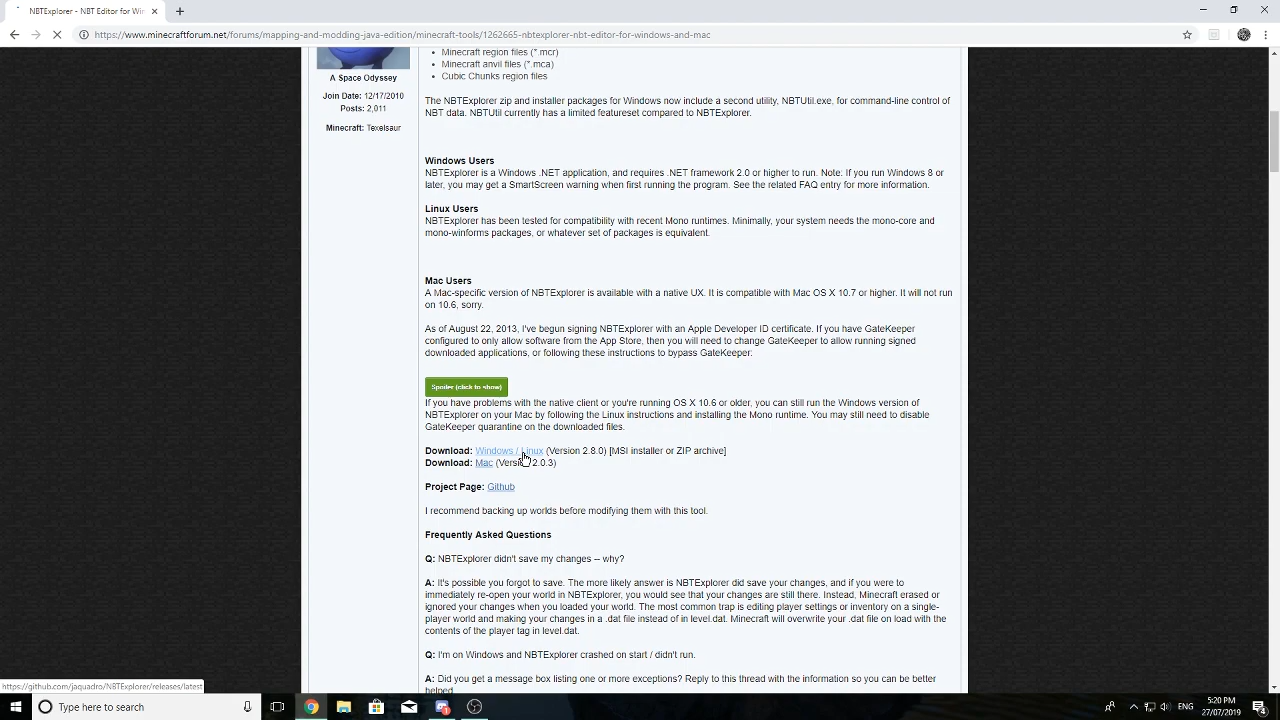 NBTExplorer - NBT Editor for Win
https://www.minecraftforum.net/forums/mapping-and-modding-java-edition/minecraft-tools/1262665-nbtexplorer-nbt-editor-for-windows-and-mac
A Space Odyssey
Join Date: 12/17/2010
Posts: 2,011
Minecraft: Texelsaur
Minecraft region files (*.mcr)
Minecraft anvil files (*.mca)
Cubic Chunks region files
The NBTExplorer zip and installer packages for Windows now include a second utility, NBTUtil.exe, for command-line control of
NBT data. NBTUtil currently has a limited featureset compared to NBTExplorer.
Windows Users
NBTExplorer is a Windows .NET application, and requires .NET framework 2.0 or higher to run. Note: If you run Windows 8 or
later, you may get a SmartScreen warning when first running the program. See the related FAQ entry for more information.
Linux Users
NBTExplorer has been tested for compatibility with recent Mono runtimes. Minimally, your system needs the mono-core and
mono-winforms packages, or whatever set of packages is equivalent.
Mac Users
A Mac-specific version of NBTExplorer is available with a native UX. It is compatible with Mac OS X 10.7 or higher. It will not run
on 10.6, sorry.
As of August 22, 2013, I've begun signing NBTExplorer with an Apple Developer ID certificate. If you have GateKeeper
configured to only allow software from the App Store, then you will need to change GateKeeper to allow running signed
downloaded applications, or following these instructions to bypass GateKeeper:
Spoiler (click to show)
If you have problems with the native client or you're running OS X 10.6 or older, you can still run the Windows version of
NBTExplorer on your Mac by following the Linux instructions and installing the Mono runtime. You may still need to disable
GateKeeper quarantine on the downloaded files.
Download: Windows / Linux (Version 2.8.0) [MSI installer or ZIP archive]
Download: Mac (Version 2.0.3)
Project Page: Github
I recommend backing up worlds before modifying them with this tool.
Frequently Asked Questions
Q: NBTExplorer didn't save my changes -- why?
A: It's possible you forgot to save. The more likely answer is NBTExplorer did save your changes, and if you were to
immediately re-open your world in NBTExplorer, you would see that your changes are still there. Instead, Minecraft erased or
ignored your changes when you loaded your world. The most common trap is editing player settings or inventory on a single-
player world and making your changes in a .dat file instead of in level.dat. Minecraft will overwrite your .dat file on load with the
contents of the player tag in level.dat.
Q: I'm on Windows and NBTExplorer crashed on start / didn't run.
A: Did you get a message box listing one or more exceptions? Reply to this thread with the information so you can be better
helped
https://github.com/jaquadro/NBTExplorer/releases/latest
Type here to search
5:20 PM
27/07/2019
4